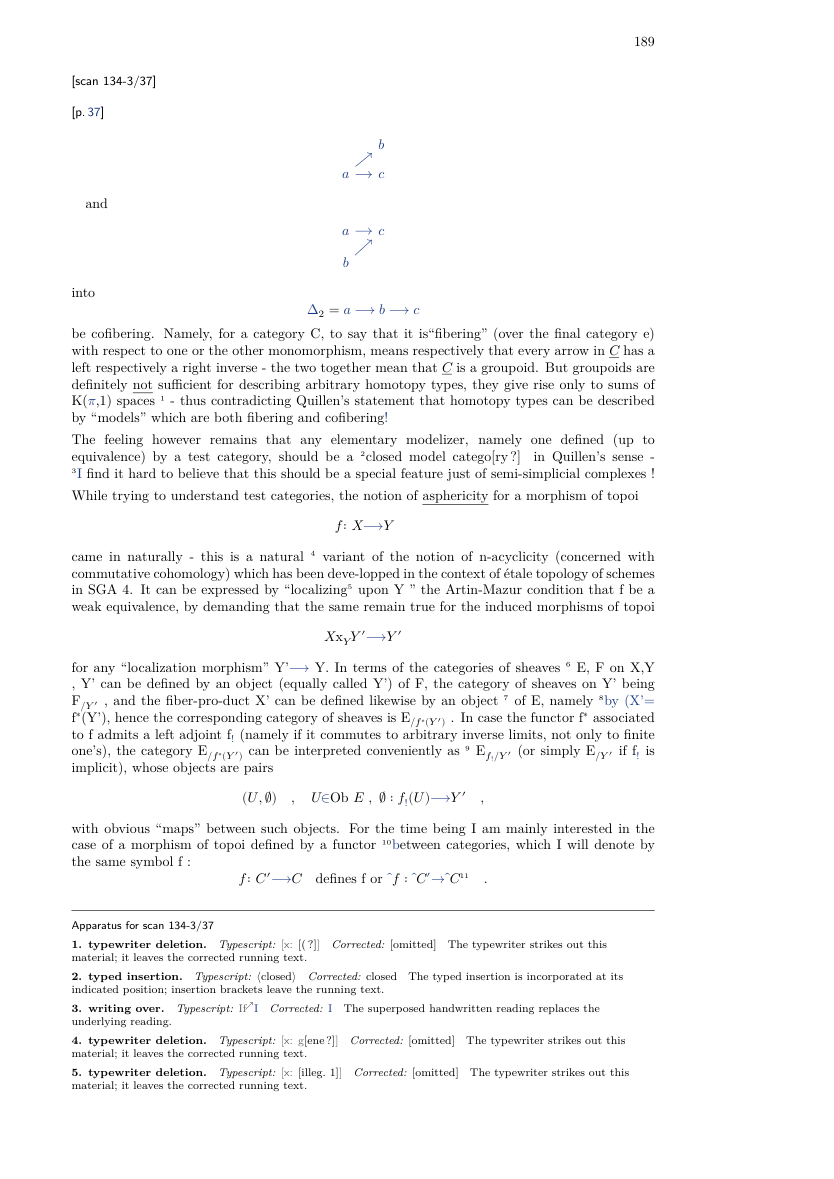 189
[scan 134-3/37]
[p. 37]
b
↗
a → c
and
a → c
↗
b
into
Δ₂ = a ⟶ b ⟶ c
be cofibering. Namely, for a category C, to say that it is“fibering” (over the final category e)
with respect to one or the other monomorphism, means respectively that every arrow in C has a
left respectively a right inverse - the two together mean that C is a groupoid. But groupoids are
definitely not sufficient for describing arbitrary homotopy types, they give rise only to sums of
K(π,1) spaces ¹ - thus contradicting Quillen's statement that homotopy types can be described
by “models” which are both fibering and cofibering!
The feeling however remains that any elementary modelizer, namely one defined (up to
equivalence) by a test category, should be a ²closed model catego[ry ?] in Quillen's sense -
³I find it hard to believe that this should be a special feature just of semi-simplicial complexes !
While trying to understand test categories, the notion of asphericity for a morphism of topoi
f: X⟶Y
came in naturally - this is a natural ⁴ variant of the notion of n-acyclicity (concerned with
commutative cohomology) which has been deve-lopped in the context of étale topology of schemes
in SGA 4. It can be expressed by “localizing⁵ upon Y ” the Artin-Mazur condition that f be a
weak equivalence, by demanding that the same remain true for the induced morphisms of topoi
Xx_Y Y′⟶Y′
for any “localization morphism” Y'⟶ Y. In terms of the categories of sheaves ⁶ E, F on X,Y
, Y' can be defined by an object (equally called Y') of F, the category of sheaves on Y' being
F_{/Y′} , and the fiber-pro-duct X' can be defined likewise by an object ⁷ of E, namely ⁸by (X'=
f*(Y'), hence the corresponding category of sheaves is E_{/f*(Y′)} . In case the functor f* associated
to f admits a left adjoint f_! (namely if it commutes to arbitrary inverse limits, not only to finite
one's), the category E_{/f*(Y′)} can be interpreted conveniently as ⁹ E_{f_!/Y′} (or simply E_{/Y′} if f_! is
implicit), whose objects are pairs
(U,∅) , U∈Ob E , ∅ : f_!(U)⟶Y′ ,
with obvious “maps” between such objects. For the time being I am mainly interested in the
case of a morphism of topoi defined by a functor ¹⁰between categories, which I will denote by
the same symbol f :
f: C′⟶C defines f or ˆf : ˆC′→ˆC¹¹ .
Apparatus for scan 134-3/37
1. typewriter deletion. Typescript: [x: [( ?]] Corrected: [omitted] The typewriter strikes out this
material; it leaves the corrected running text.
2. typed insertion. Typescript: ⟨closed⟩ Corrected: closed The typed insertion is incorporated at its
indicated position; insertion brackets leave the running text.
3. writing over. Typescript: If↗I Corrected: I The superposed handwritten reading replaces the
underlying reading.
4. typewriter deletion. Typescript: [x: g[ene ?]] Corrected: [omitted] The typewriter strikes out this
material; it leaves the corrected running text.
5. typewriter deletion. Typescript: [x: [illeg. 1]] Corrected: [omitted] The typewriter strikes out this
material; it leaves the corrected running text.